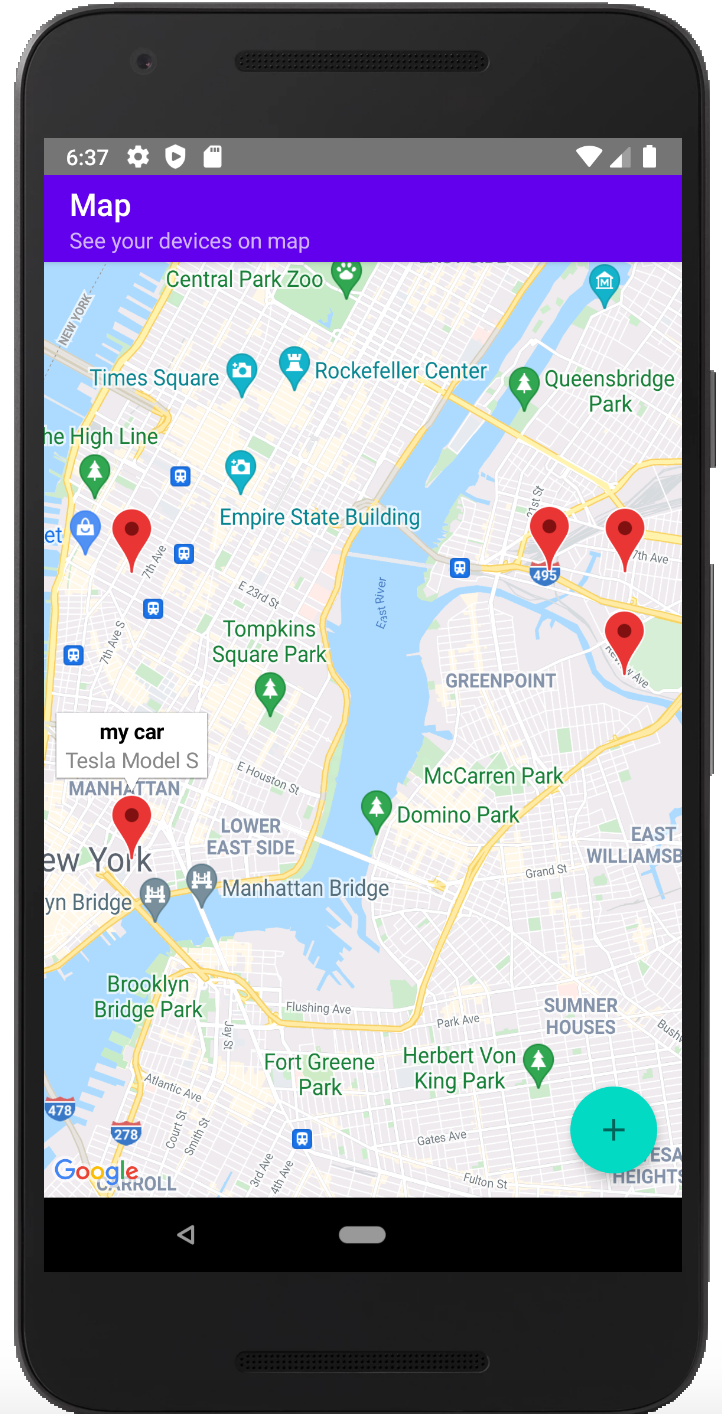 6:37
Map
See your devices on map
NEW YORK
Central Park Zoo
Times Square
Rockefeller Center
Queensbridge
Park
he High Line
Empire State Building
21st St
et
7th Ave
7th Ave
495
E 23rd St
East River
7th Ave S
Tompkins
Square Park
Review Ave
GREENPOINT
my car
Tesla Model S
MANHATTAN
E Houston St
McCarren Park
Domino Park
LOWER
EAST SIDE
EAST
WILLIAMSB
ew York
Grand St
Manhattan Bridge
yn Bridge
Brooklyn
Bridge Park
Flushing Ave
Park Ave
SUMNER
HOUSES
Bushw
Jay St
Fort Greene
Park
Herbert Von
King Park
Atlantic Ave
478
278
Court St
Smith St
Gates Ave
3rd Ave
4th Ave
Fulton St
Google
CARROLL
VESA
HEIGHTS